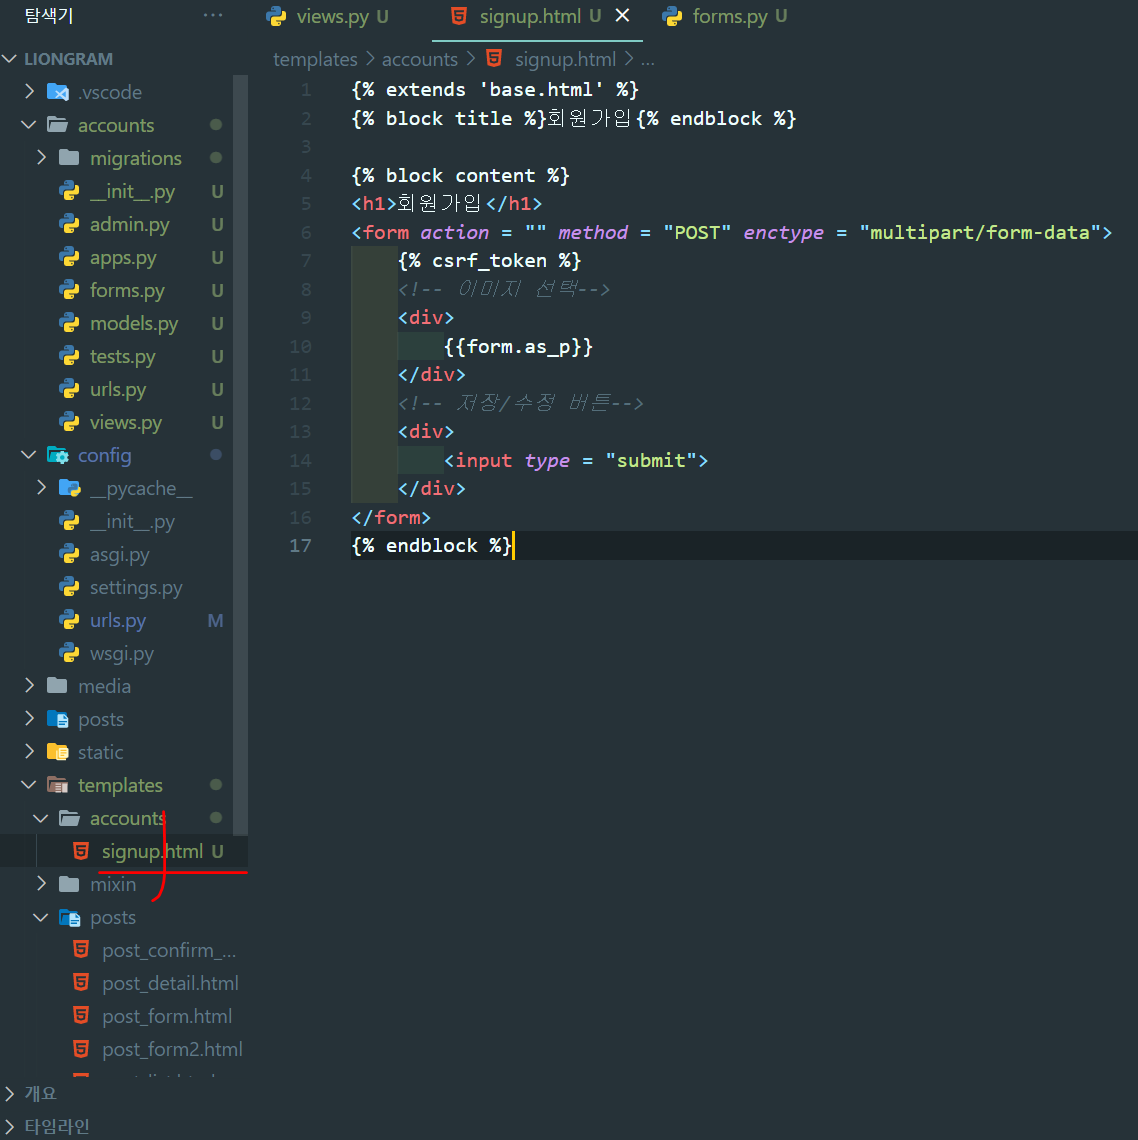 탐색기 ...
views.py U signup.html U forms.py U
LIONGRAM
templates accounts signup.html ...
.vscode
accounts
migrations
__init__.py U
admin.py U
apps.py U
forms.py U
models.py U
tests.py U
urls.py U
views.py U
config
__pycache__
__init__.py
asgi.py
settings.py
urls.py M
wsgi.py
media
posts
static
templates
accounts
signup.html U
mixin
posts
post_confirm_...
post_detail.html
post_form.html
post_form2.html
개요
타임라인
1 {% extends 'base.html' %}
2 {% block title %}회원가입{% endblock %}
3
4 {% block content %}
5 <h1>회원가입</h1>
6 <form action = "" method = "POST" enctype = "multipart/form-data">
7 {% csrf_token %}
8 <!-- 이미지 선택-->
9 <div>
10 {{form.as_p}}
11 </div>
12 <!-- 저장/수정 버튼-->
13 <div>
14 <input type = "submit">
15 </div>
16 </form>
17 {% endblock %}